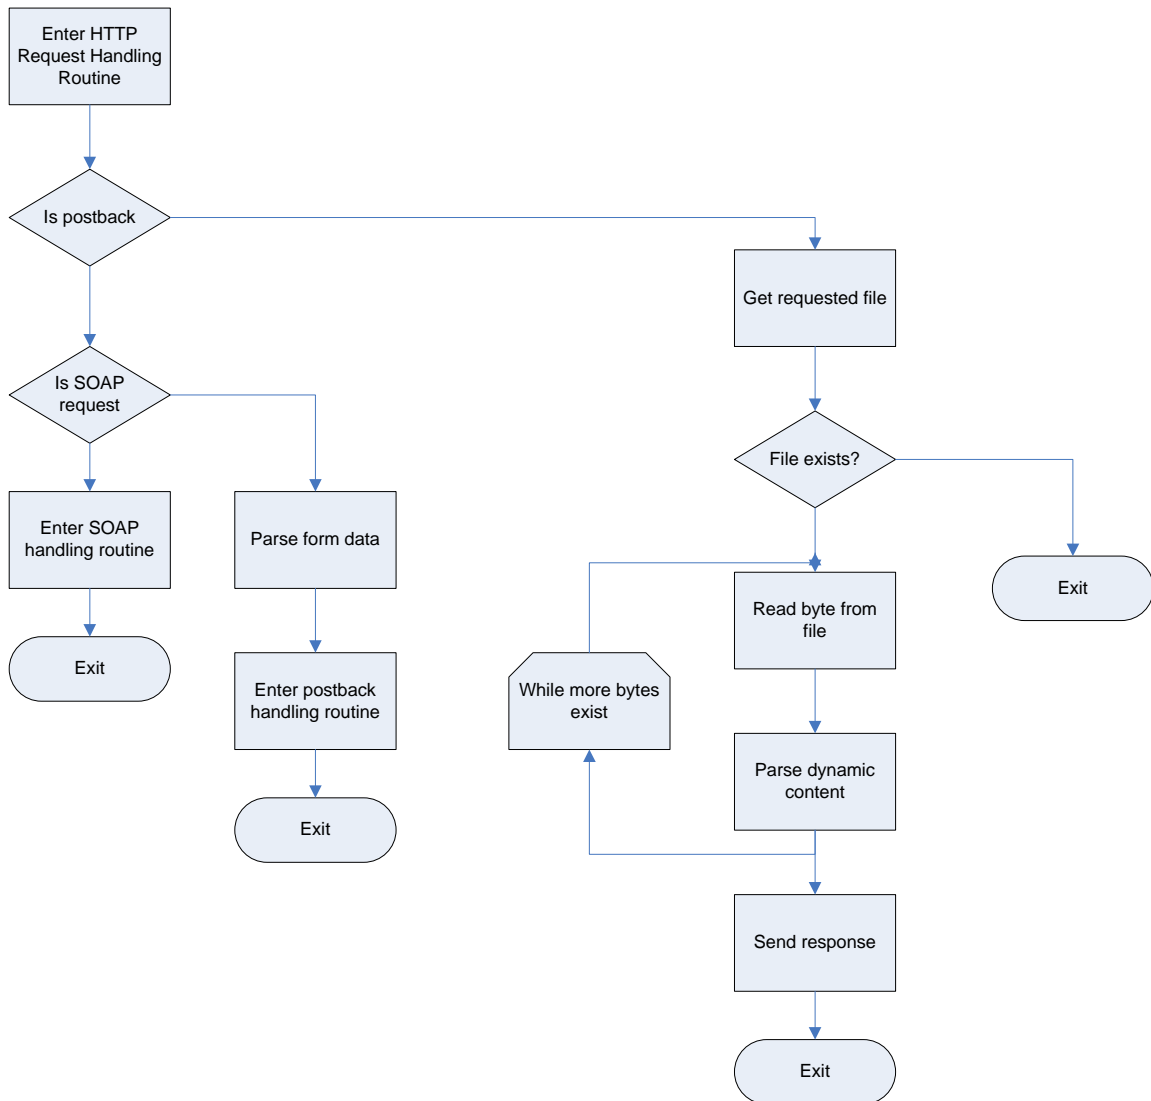 Enter HTTP
Request Handling
Routine
Is postback
Get requested file
Is SOAP
request
File exists?
Enter SOAP
handling routine
Parse form data
Exit
Read byte from
file
Exit
Enter postback
handling routine
While more bytes
exist
Parse dynamic
content
Exit
Send response
Exit